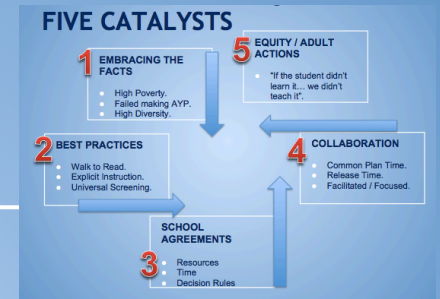 FIVE CATALYSTS
1
EMBRACING THE
FACTS
● High Poverty.
● Failed making AYP.
● High Diversity.
2
BEST PRACTICES
● Walk to Read.
● Explicit Instruction.
● Universal Screening.
3
SCHOOL
AGREEMENTS
● Resources
● Time
● Decision Rules
4
COLLABORATION
● Common Plan Time.
● Release Time.
● Facilitated / Focused.
5
EQUITY / ADULT
ACTIONS
● "If the student didn't
learn it... we didn't
teach it".